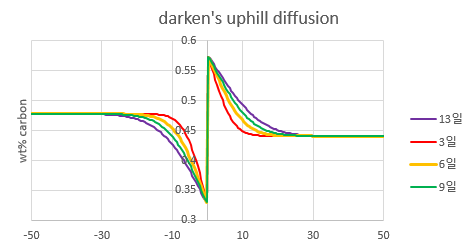 darken's uphill diffusion
0.6
0.55
0.5
0.45
0.4
0.35
0.3
wt% carbon
-50
-30
-10
10
30
50
13일
3일
6일
9일